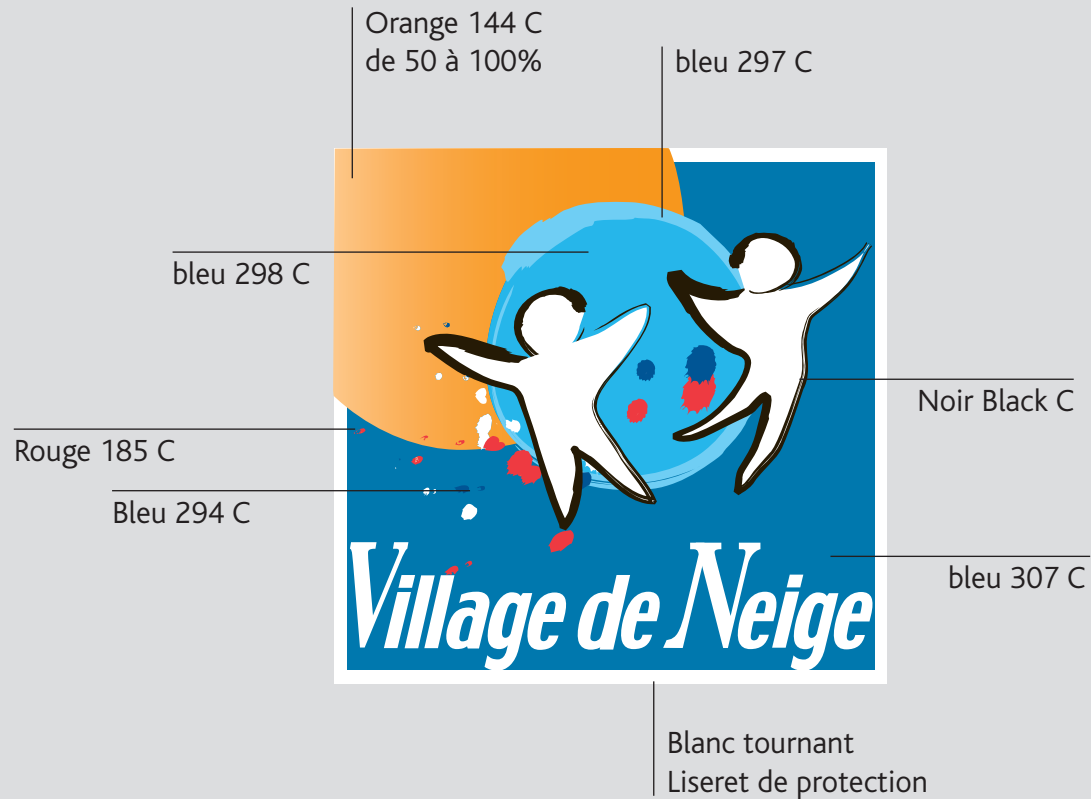 Orange 144 C
de 50 à 100%
bleu 297 C
bleu 298 C
Noir Black C
Rouge 185 C
Bleu 294 C
bleu 307 C
Village de Neige
Blanc tournant
Liseret de protection